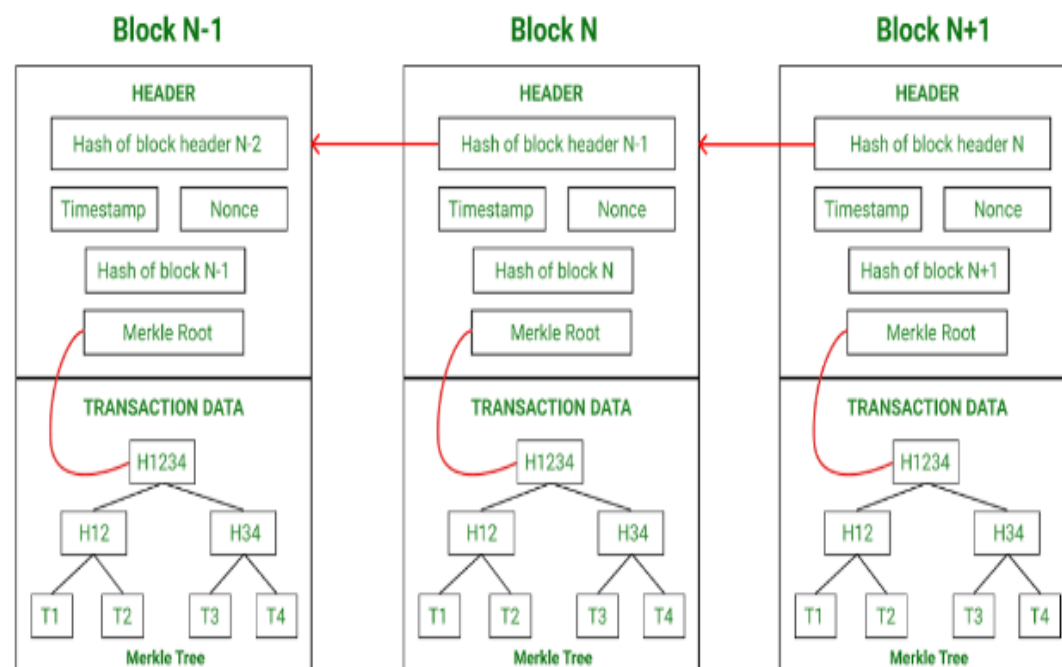 Block N-1
HEADER
Hash of block header N-2
Timestamp
Nonce
Hash of block N-1
Merkle Root
TRANSACTION DATA
H1234
H12
H34
T1
T2
T3
T4
Merkle Tree
Block N
HEADER
Hash of block header N-1
Timestamp
Nonce
Hash of block N
Merkle Root
TRANSACTION DATA
H1234
H12
H34
T1
T2
T3
T4
Merkle Tree
Block N+1
HEADER
Hash of block header N
Timestamp
Nonce
Hash of block N+1
Merkle Root
TRANSACTION DATA
H1234
H12
H34
T1
T2
T3
T4
Merkle Tree